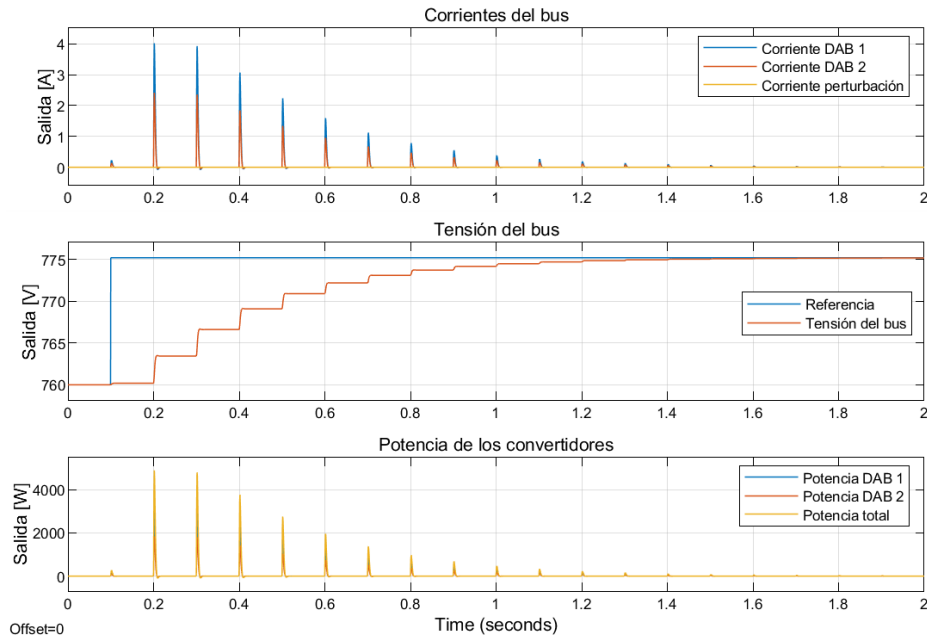 Corrientes del bus
Salida [A]
4
3
2
1
0
Corriente DAB 1
Corriente DAB 2
Corriente perturbación
0 0.2 0.4 0.6 0.8 1 1.2 1.4 1.6 1.8 2
Tensión del bus
Salida [V]
775
770
765
760
Referencia
Tensión del bus
0 0.2 0.4 0.6 0.8 1 1.2 1.4 1.6 1.8 2
Potencia de los convertidores
Salida [W]
4000
2000
0
Potencia DAB 1
Potencia DAB 2
Potencia total
0 0.2 0.4 0.6 0.8 1 1.2 1.4 1.6 1.8 2
Time (seconds)
Offset=0